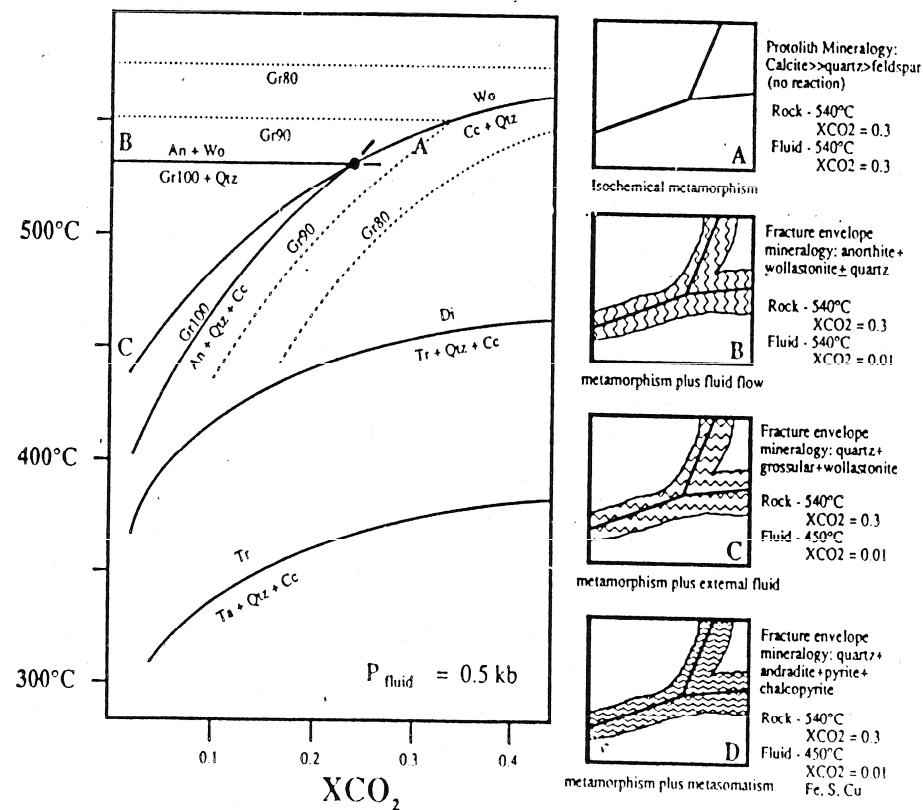 Gr80
Wo
Cc + Qtz
Gr90
A
B
An + Wo
Gr100 + Qtz
500°C
Gr90
Gr80
C
Gr100
An + Qtz + Cc
Di
Tr + Qtz + Cc
400°C
Tr
Ta + Qtz + Cc
300°C
P fluid = 0.5 kb
0.1
0.2
0.3
0.4
XCO2
A
Protolith Mineralogy:
Calcite>>quartz>feldspar
(no reaction)
Rock - 540°C
XCO2 = 0.3
Fluid - 540°C
XCO2 = 0.3
Isochemical metamorphism
B
Fracture envelope
mineralogy: anorthite+
wollastonite± quartz
Rock - 540°C
XCO2 = 0.3
Fluid - 540°C
XCO2 = 0.01
metamorphism plus fluid flow
C
Fracture envelope
mineralogy: quartz+
grossular+wollastonite
Rock - 540°C
XCO2 = 0.3
Fluid - 450°C
XCO2 = 0.01
metamorphism plus external fluid
D
Fracture envelope
mineralogy: quartz+
andradite+pyrite+
chalcopyrite
Rock - 540°C
XCO2 = 0.3
Fluid - 450°C
XCO2 = 0.01
Fe, S, Cu
metamorphism plus metasomatism